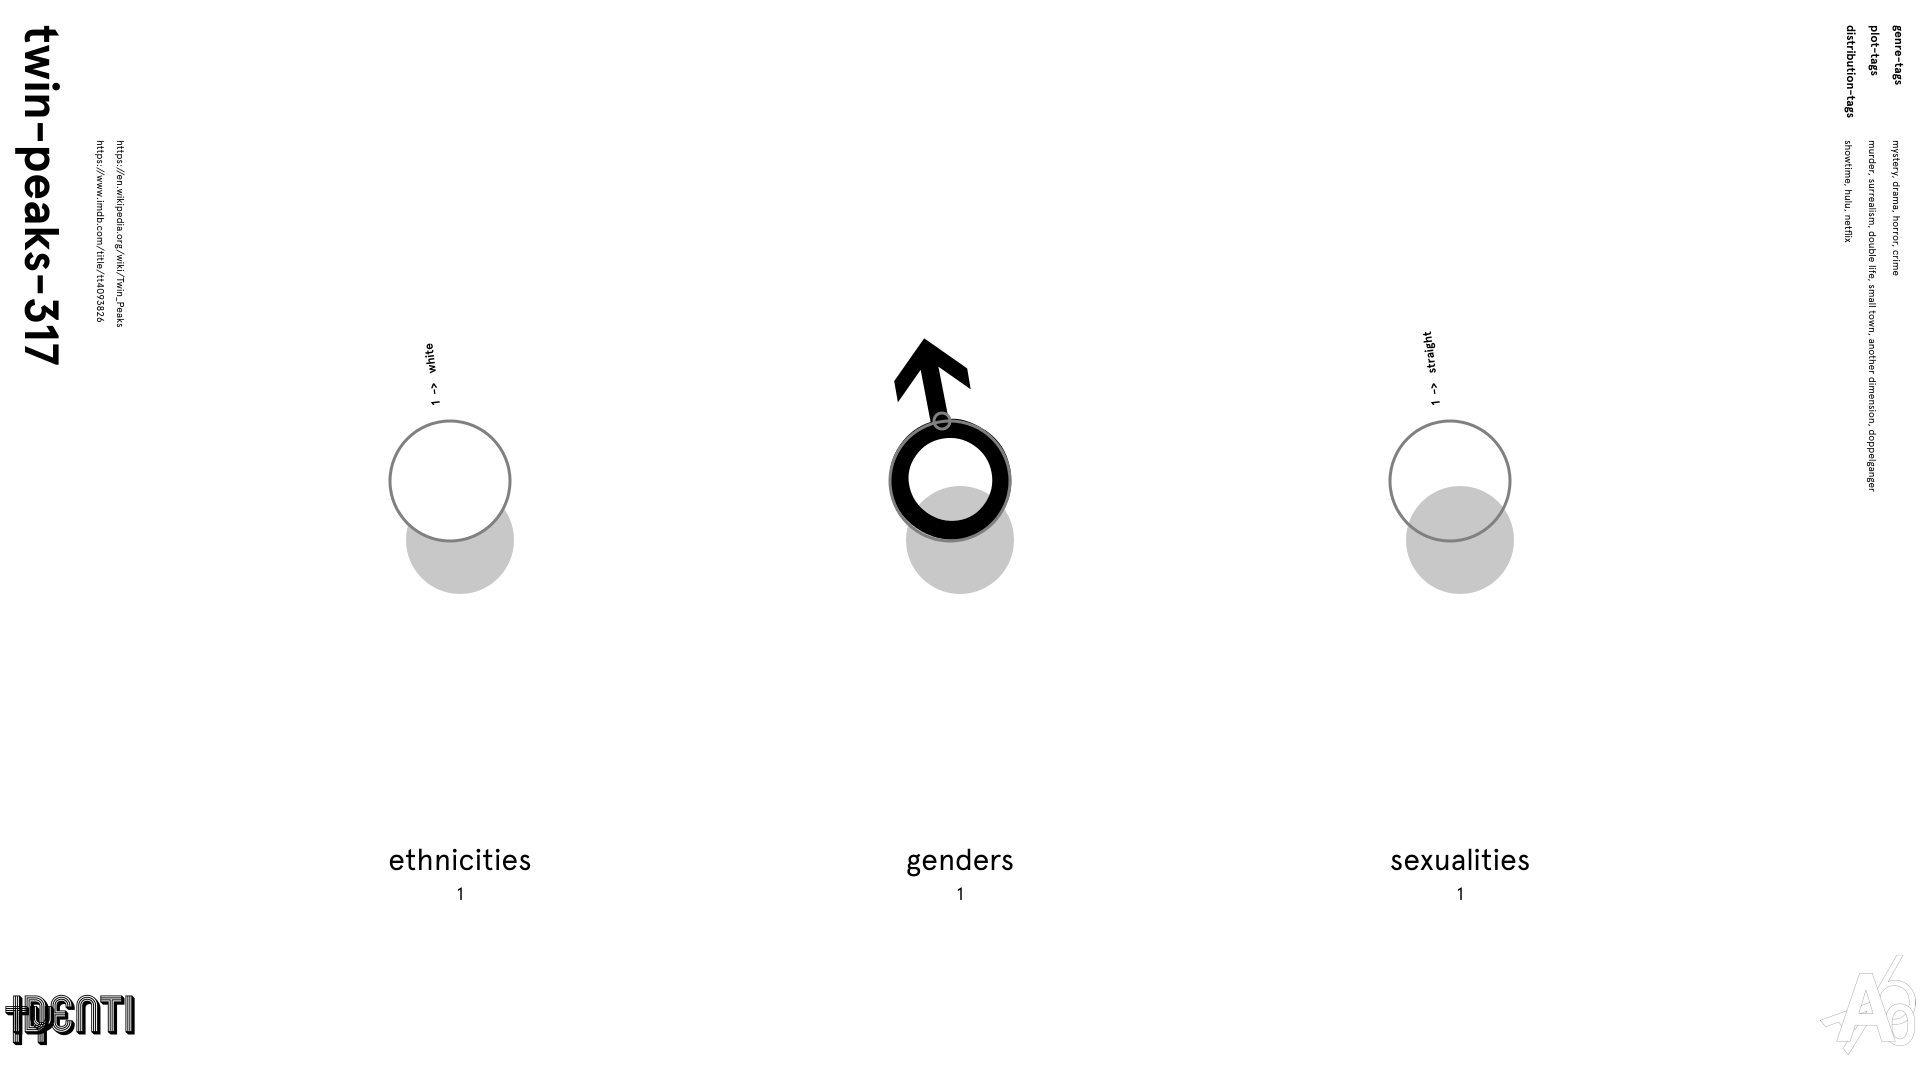 twin-peaks-317
https://en.wikipedia.org/wiki/Twin_Peaks
https://www.imdb.com/title/tt4093826
genre-tags
mystery, drama, horror, crime
plot-tags
murder, surrealism, double life, small town, another dimension, doppelganger
distribution-tags
showtime, hulu, netflix
1 -> white
1 -> straight
ethnicities
1
genders
1
sexualities
1
IDENTI
ty